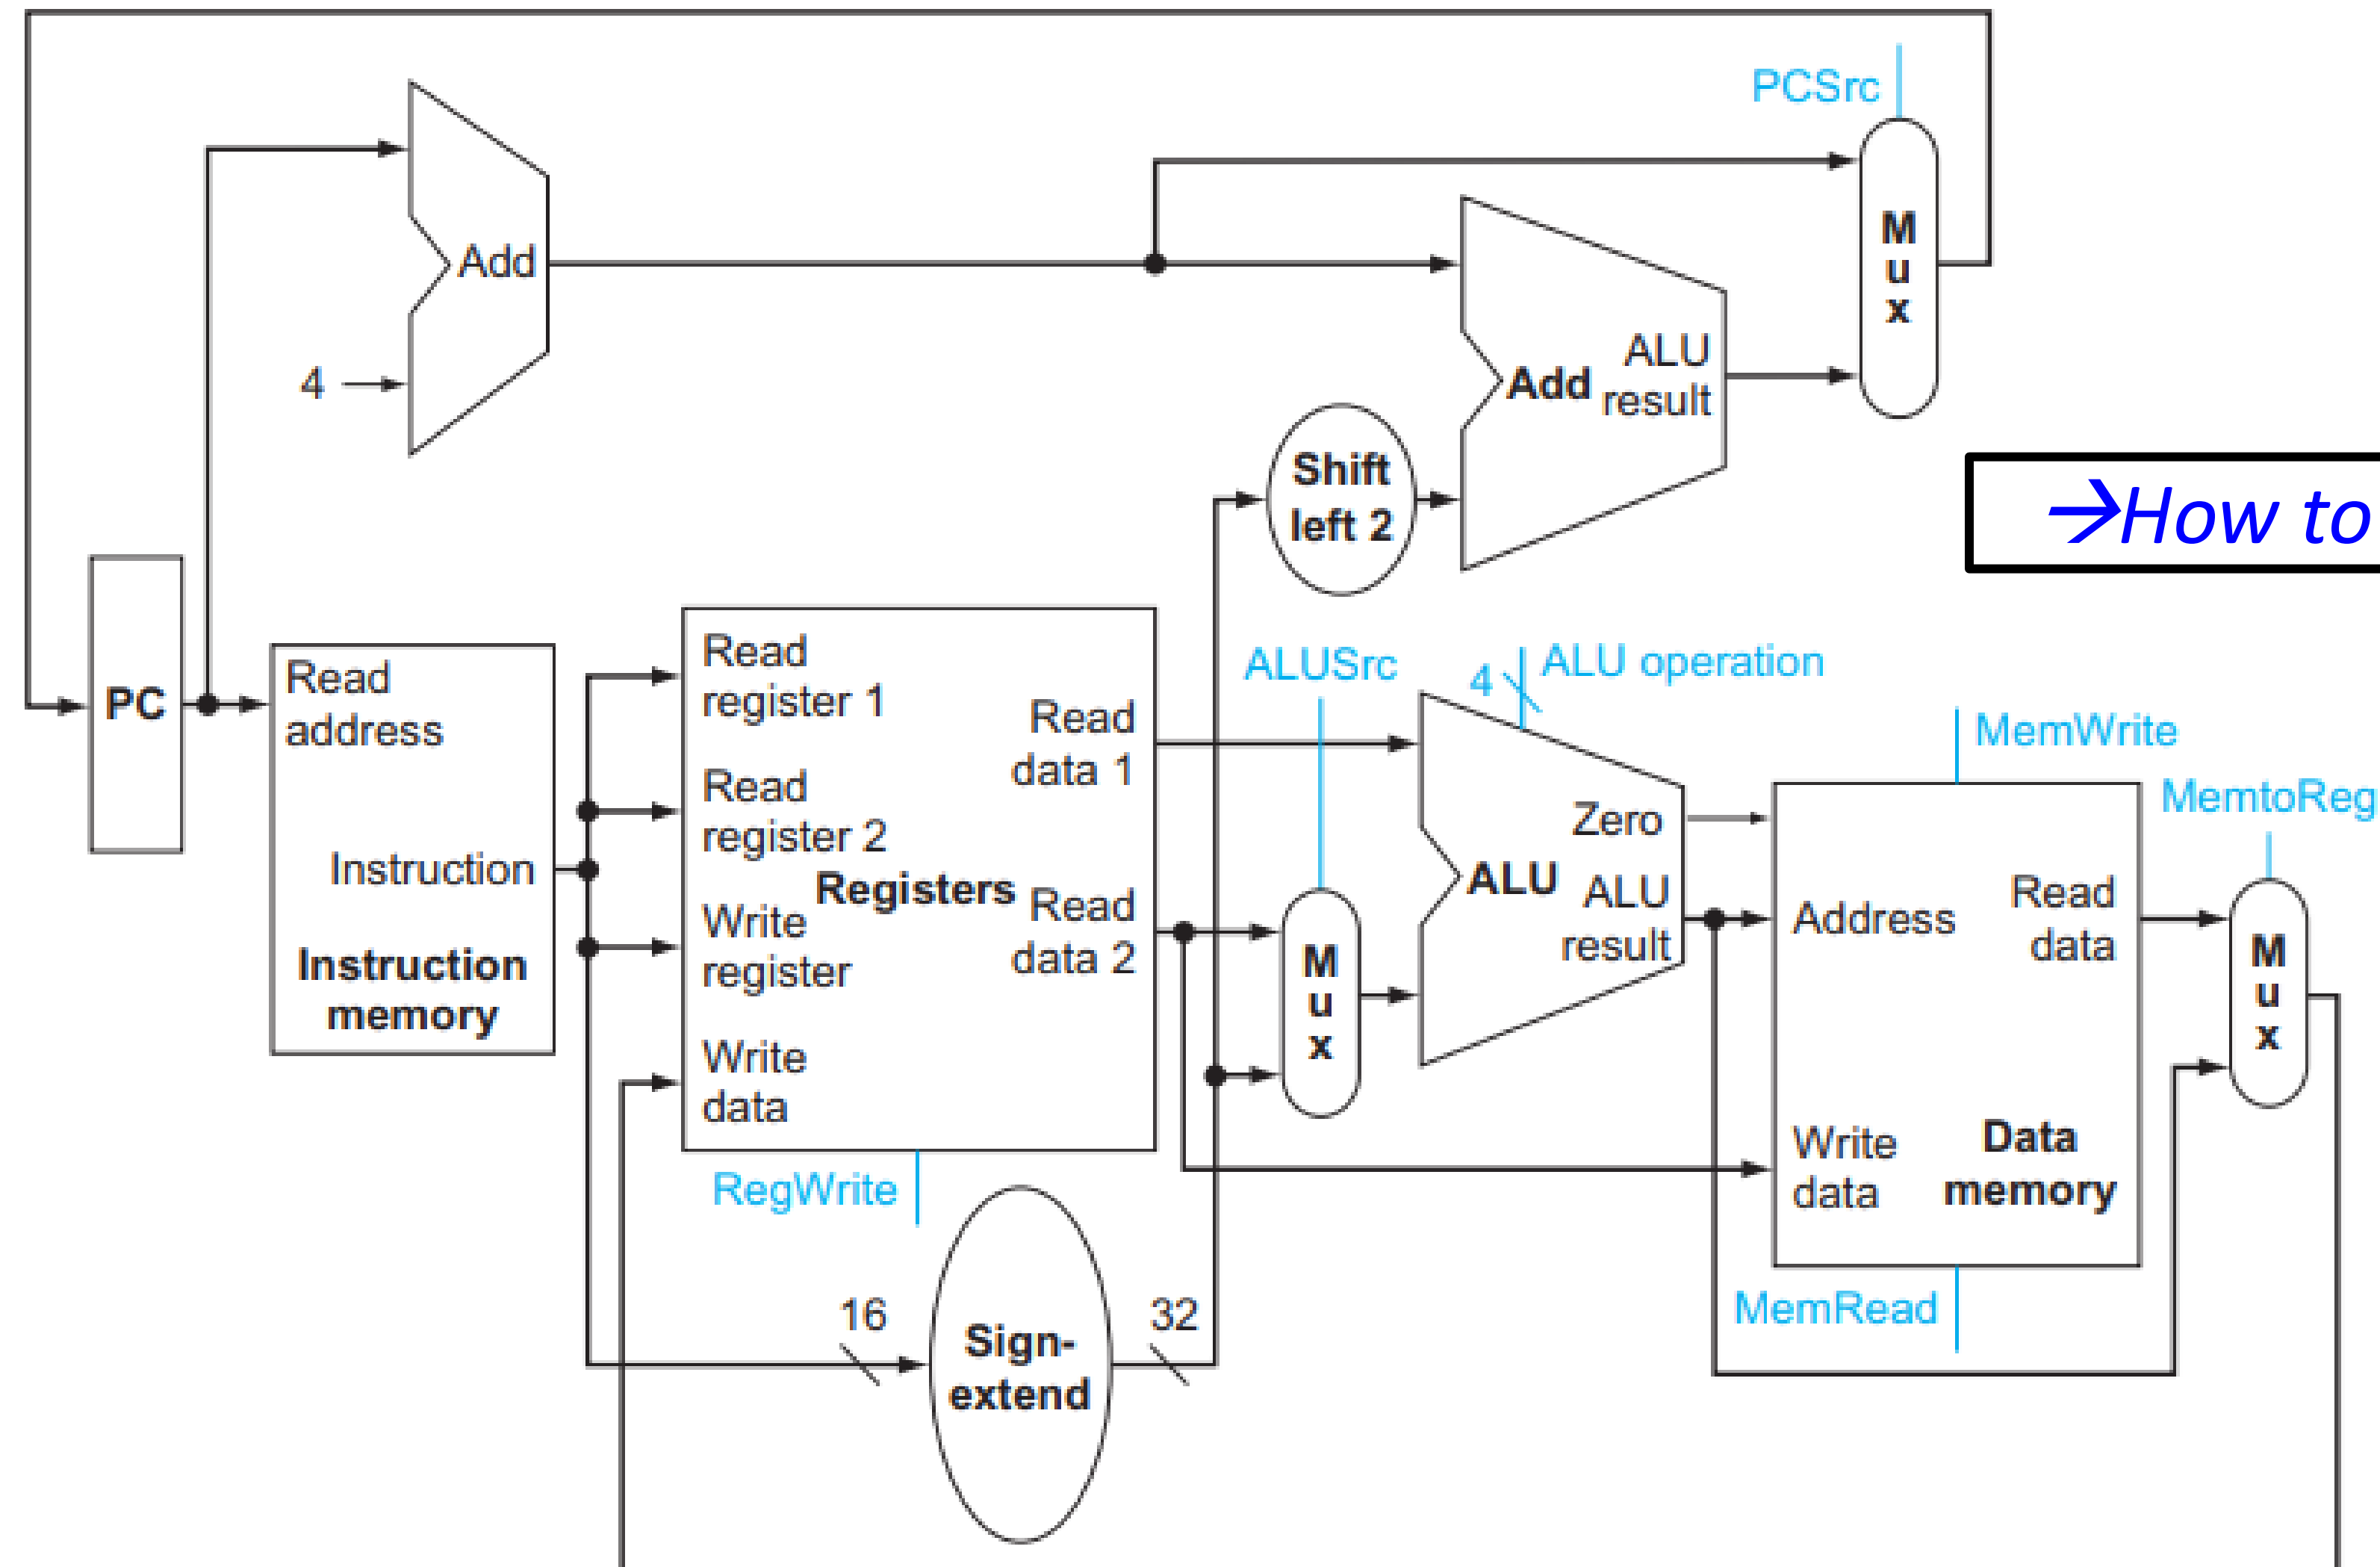 PCSrc
M
u
x
Add
4
Add
ALU
result
Shift
left 2
→How to
PC
Read
address
Instruction
Instruction
memory
Read
register 1
Read
register 2
Write
register
Write
data
Registers
Read
data 1
Read
data 2
RegWrite
16
Sign-
extend
32
ALUSrc
M
u
x
4
ALU operation
Zero
ALU
ALU
result
MemWrite
Address
Read
data
Write
data
Data
memory
MemRead
MemtoReg
M
u
x